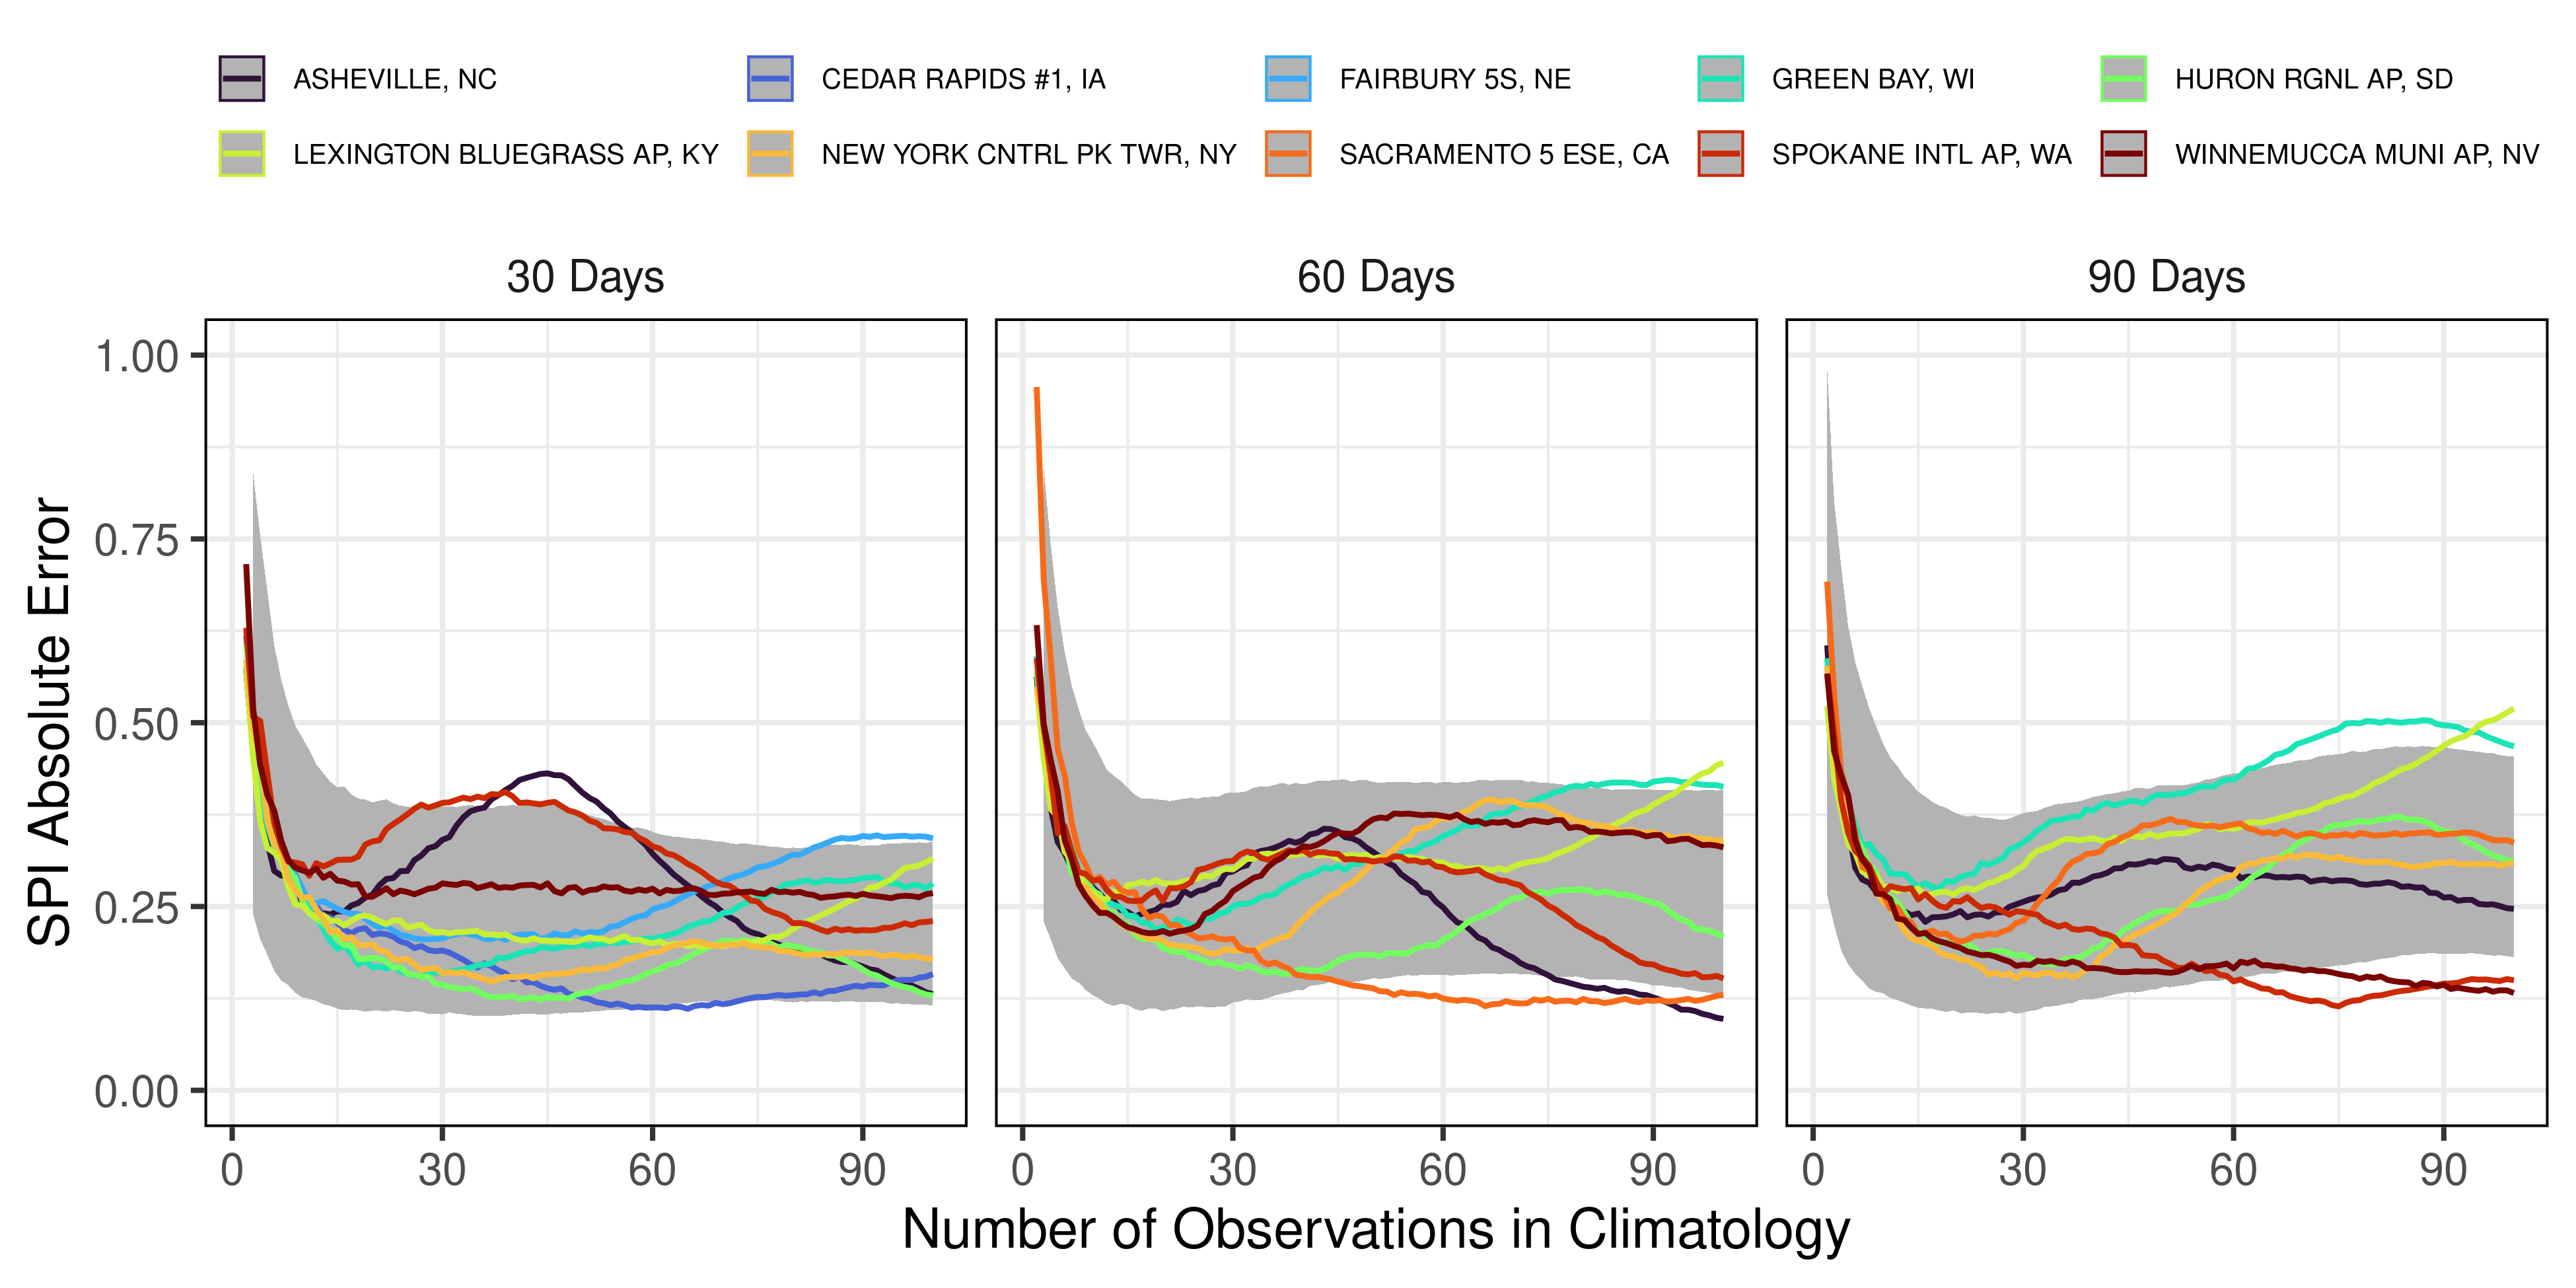 ASHEVILLE, NC CEDAR RAPIDS #1, IA FAIRBURY 5S, NE GREEN BAY, WI HURON RGNL AP, SD
LEXINGTON BLUEGRASS AP, KY NEW YORK CNTRL PK TWR, NY SACRAMENTO 5 ESE, CA SPOKANE INTL AP, WA WINNEMUCCA MUNI AP, NV
30 Days 60 Days 90 Days
SPI Absolute Error
1.00
0.75
0.50
0.25
0.00
0 30 60 90 0 30 60 90 0 30 60 90
Number of Observations in Climatology